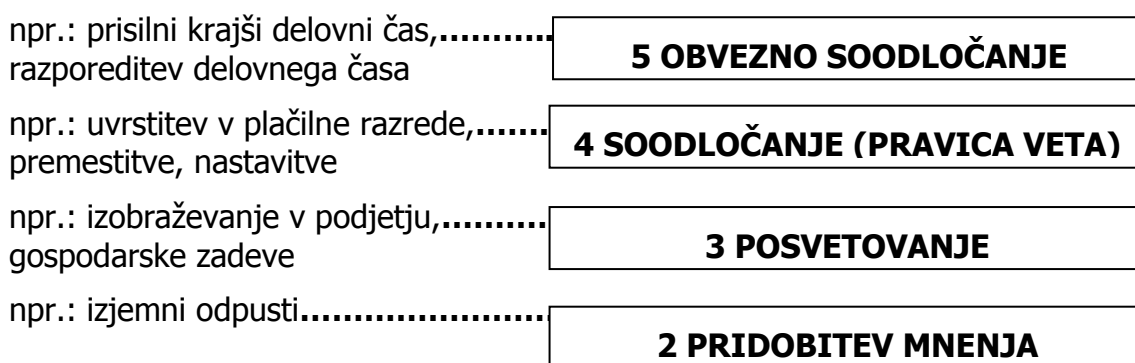 npr.: prisilni krajši delovni čas,...........
razporeditev delovnega časa
5 OBVEZNO SOODLOČANJE
npr.: uvrstitev v plačilne razrede,.......
premestitve, nastavitve
4 SOODLOČANJE (PRAVICA VETA)
npr.: izobraževanje v podjetju,..........
gospodarske zadeve
3 POSVETOVANJE
npr.: izjemni odpusti........................
2 PRIDOBITEV MNENJA